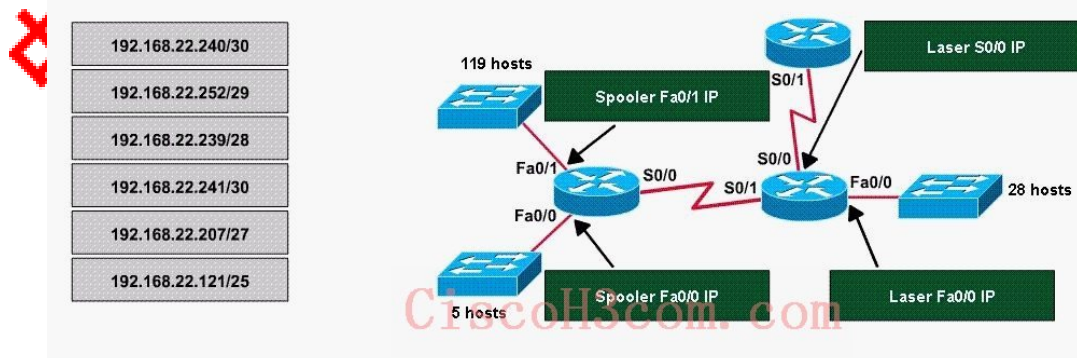 192.168.22.240/30
192.168.22.252/29
192.168.22.239/28
192.168.22.241/30
192.168.22.207/27
192.168.22.121/25
119 hosts
Spooler Fa0/1 IP
Laser S0/0 IP
S0/1
Fa0/1
S0/0
S0/0
S0/1
Fa0/0
28 hosts
Fa0/0
5 hosts
Spooler Fa0/0 IP
Laser Fa0/0 IP
CiscoH3com.com